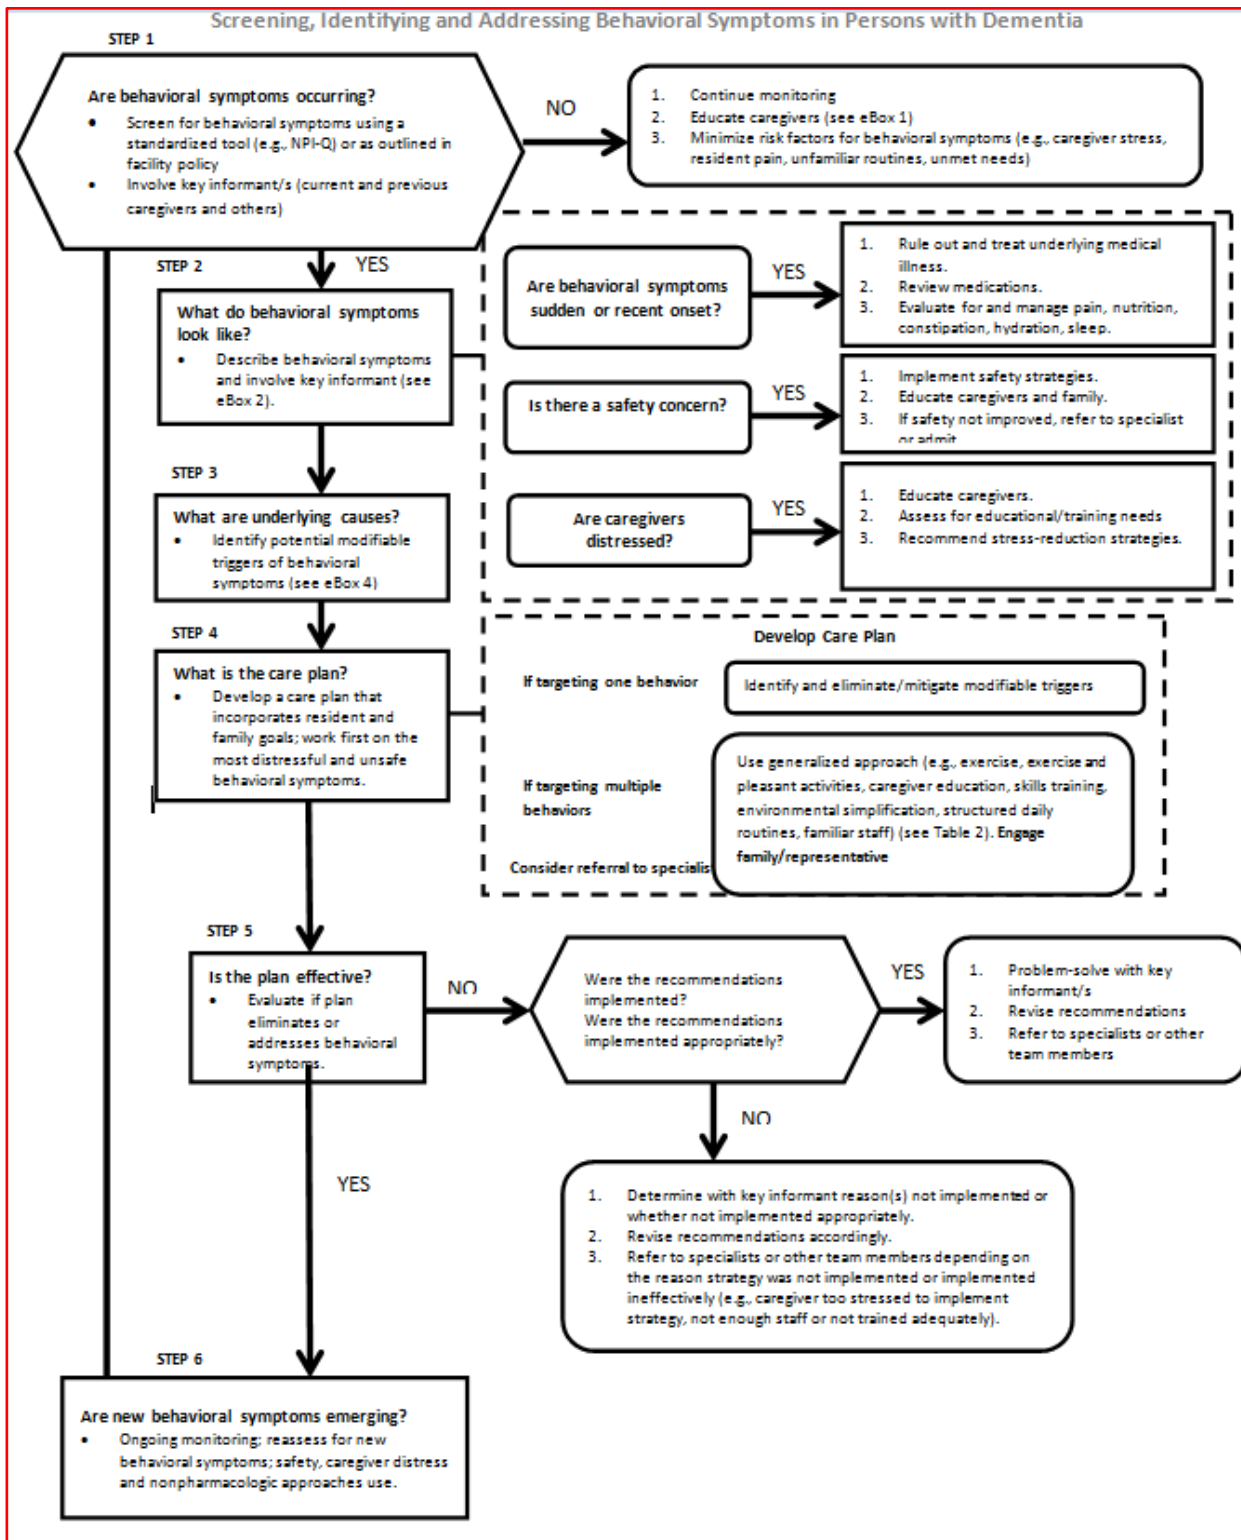 Screening, Identifying and Addressing Behavioral Symptoms in Persons with Dementia
STEP 1
Are behavioral symptoms occurring?
• Screen for behavioral symptoms using a
standardized tool (e.g., NPI-Q) or as outlined in
facility policy
• Involve key informant/s (current and previous
caregivers and others)
NO
1. Continue monitoring
2. Educate caregivers (see eBox 1)
3. Minimize risk factors for behavioral symptoms (e.g., caregiver stress,
resident pain, unfamiliar routines, unmet needs)
STEP 2
YES
What do behavioral symptoms
look like?
• Describe behavioral symptoms
and involve key informant (see
eBox 2).
Are behavioral symptoms
sudden or recent onset?
YES
1. Rule out and treat underlying medical
illness.
2. Review medications.
3. Evaluate for and manage pain, nutrition,
constipation, hydration, sleep.
Is there a safety concern?
YES
1. Implement safety strategies.
2. Educate caregivers and family.
3. If safety not improved, refer to specialist
or admit
Are caregivers
distressed?
YES
1. Educate caregivers.
2. Assess for educational/training needs
3. Recommend stress-reduction strategies.
STEP 3
What are underlying causes?
• Identify potential modifiable
triggers of behavioral
symptoms (see eBox 4)
STEP 4
What is the care plan?
• Develop a care plan that
incorporates resident and
family goals; work first on the
most distressful and unsafe
behavioral symptoms.
Develop Care Plan
If targeting one behavior
Identify and eliminate/mitigate modifiable triggers
If targeting multiple
behaviors
Use generalized approach (e.g., exercise, exercise and
pleasant activities, caregiver education, skills training,
environmental simplification, structured daily
routines, familiar staff) (see Table 2). Engage
family/representative
Consider referral to specialis
STEP 5
Is the plan effective?
• Evaluate if plan
eliminates or
addresses behavioral
symptoms.
NO
Were the recommendations
implemented?
Were the recommendations
implemented appropriately?
YES
1. Problem-solve with key
informant/s
2. Revise recommendations
3. Refer to specialists or other
team members
NO
1. Determine with key informant reason(s) not implemented or
whether not implemented appropriately.
2. Revise recommendations accordingly.
3. Refer to specialists or other team members depending on
the reason strategy was not implemented or implemented
ineffectively (e.g., caregiver too stressed to implement
strategy, not enough staff or not trained adequately).
YES
STEP 6
Are new behavioral symptoms emerging?
• Ongoing monitoring; reassess for new
behavioral symptoms; safety, caregiver distress
and nonpharmacologic approaches use.